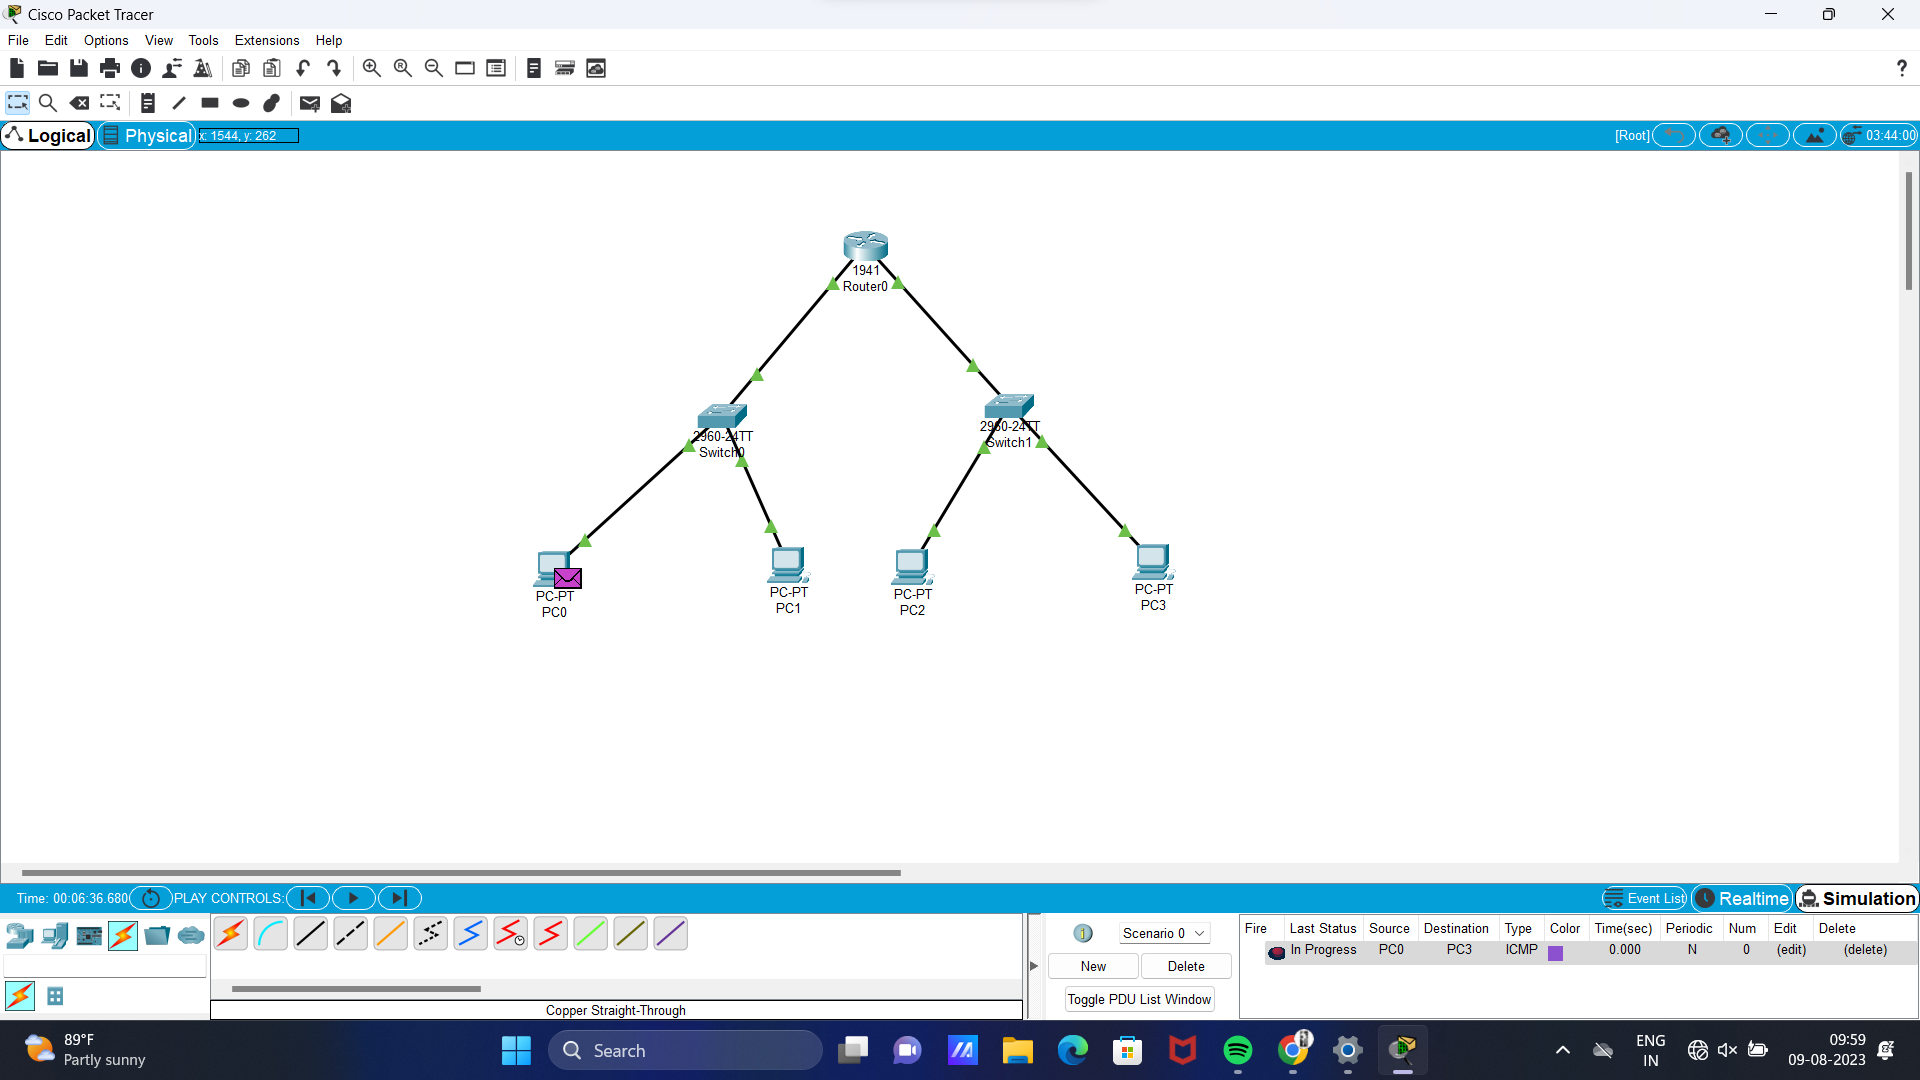 Cisco Packet Tracer
File Edit Options View Tools Extensions Help
?
Logical Physical x: 1544, y: 262 [Root] 03:44:00
1941
Router0
2960-24TT
Switch0
2960-24TT
Switch1
PC-PT
PC0
PC-PT
PC1
PC-PT
PC2
PC-PT
PC3
Time: 00:06:36.680 PLAY CONTROLS: Event List Realtime Simulation
Scenario 0
New Delete
Toggle PDU List Window
Fire Last Status Source Destination Type Color Time(sec) Periodic Num Edit Delete
In Progress PC0 PC3 ICMP 0.000 N 0 (edit) (delete)
Copper Straight-Through
89°F
Partly sunny
Search
ENG
IN
09:59
09-08-2023